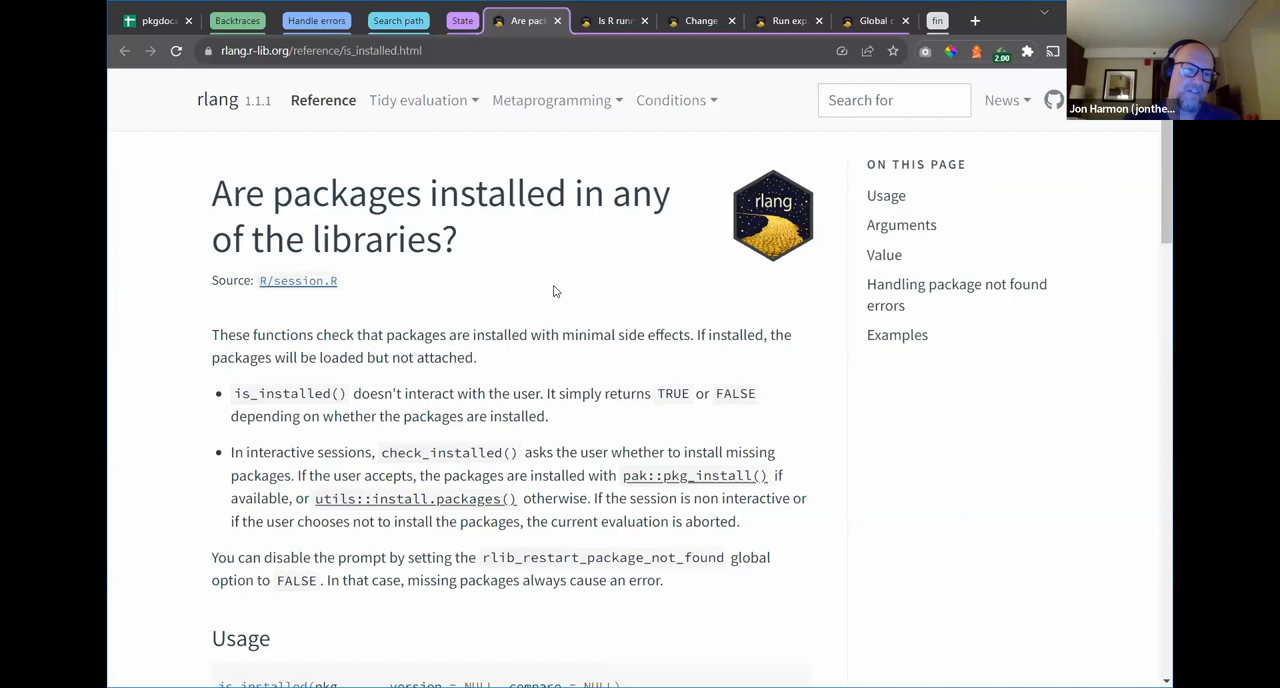 pkgdocs
Backtraces
Handle errors
Search path
State
Are pack
Is R runn
Change
Run exp
Global o
fin
rlang.r-lib.org/reference/is_installed.html
2.00
Jon Harmon (jonthe...
rlang 1.1.1 Reference Tidy evaluation Metaprogramming Conditions
Search for
News
Are packages installed in any
of the libraries?
rlang
Source: R/session.R
These functions check that packages are installed with minimal side effects. If installed, the
packages will be loaded but not attached.
is_installed() doesn't interact with the user. It simply returns TRUE or FALSE
depending on whether the packages are installed.
In interactive sessions, check_installed() asks the user whether to install missing
packages. If the user accepts, the packages are installed with pak::pkg_install() if
available, or utils::install.packages() otherwise. If the session is non interactive or
if the user chooses not to install the packages, the current evaluation is aborted.
You can disable the prompt by setting the rlib_restart_package_not_found global
option to FALSE. In that case, missing packages always cause an error.
Usage
is_installed(pkg, ..., version = NULL, compare = NULL)
ON THIS PAGE
Usage
Arguments
Value
Handling package not found
errors
Examples